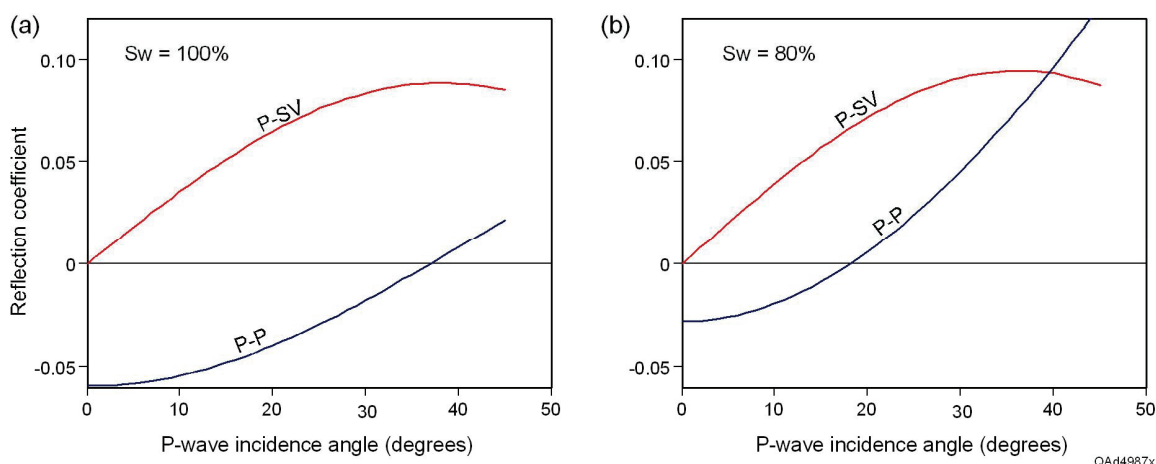 (a)
Sw = 100%
P-SV
P-P
Reflection coefficient
0.10
0.05
0
-0.05
0 10 20 30 40 50
P-wave incidence angle (degrees)
(b)
Sw = 80%
P-SV
P-P
0.10
0.05
0
-0.05
0 10 20 30 40 50
P-wave incidence angle (degrees)
QAd4987x